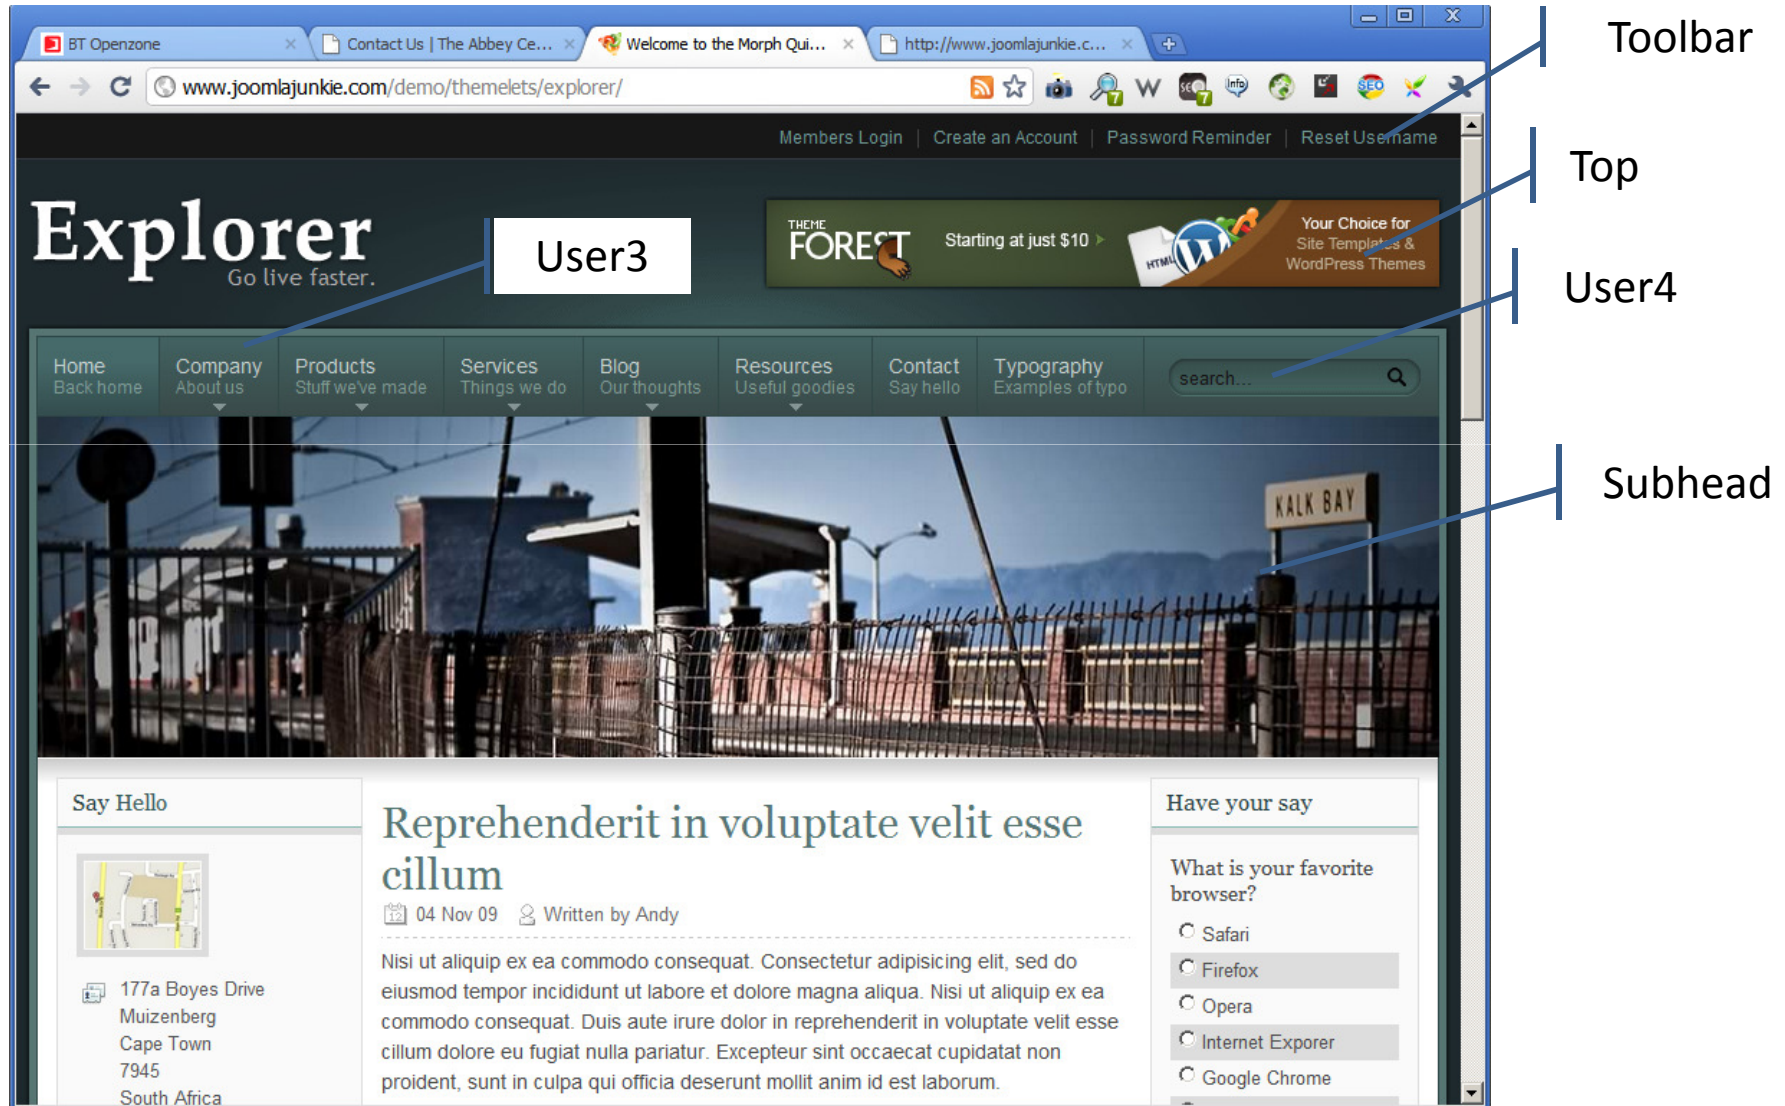 BT Openzone
Contact Us | The Abbey Ce...
Welcome to the Morph Qui...
http://www.joomlajunkie.c...
Toolbar
www.joomlajunkie.com/demo/themelets/explorer/
7
W
SEO
7
Info
SEO
Members Login | Create an Account | Password Reminder | Reset Username
Top
Explorer
Go live faster.
User3
THEME
FOREST
Starting at just $10
HTML
W
Your Choice for
Site Templates &
WordPress Themes
User4
Home
Back home
Company
About us
Products
Stuff we've made
Services
Things we do
Blog
Our thoughts
Resources
Useful goodies
Contact
Say hello
Typography
Examples of typo
search...
Subhead
KALK BAY
Say Hello
177a Boyes Drive
Muizenberg
Cape Town
7945
South Africa
Reprehenderit in voluptate velit esse
cillum
12
04 Nov 09
Written by Andy
Nisi ut aliquip ex ea commodo consequat. Consectetur adipisicing elit, sed do
eiusmod tempor incididunt ut labore et dolore magna aliqua. Nisi ut aliquip ex ea
commodo consequat. Duis aute irure dolor in reprehenderit in voluptate velit esse
cillum dolore eu fugiat nulla pariatur. Excepteur sint occaecat cupidatat non
proident, sunt in culpa qui officia deserunt mollit anim id est laborum.
Have your say
What is your favorite
browser?
Safari
Firefox
Opera
Internet Exporer
Google Chrome